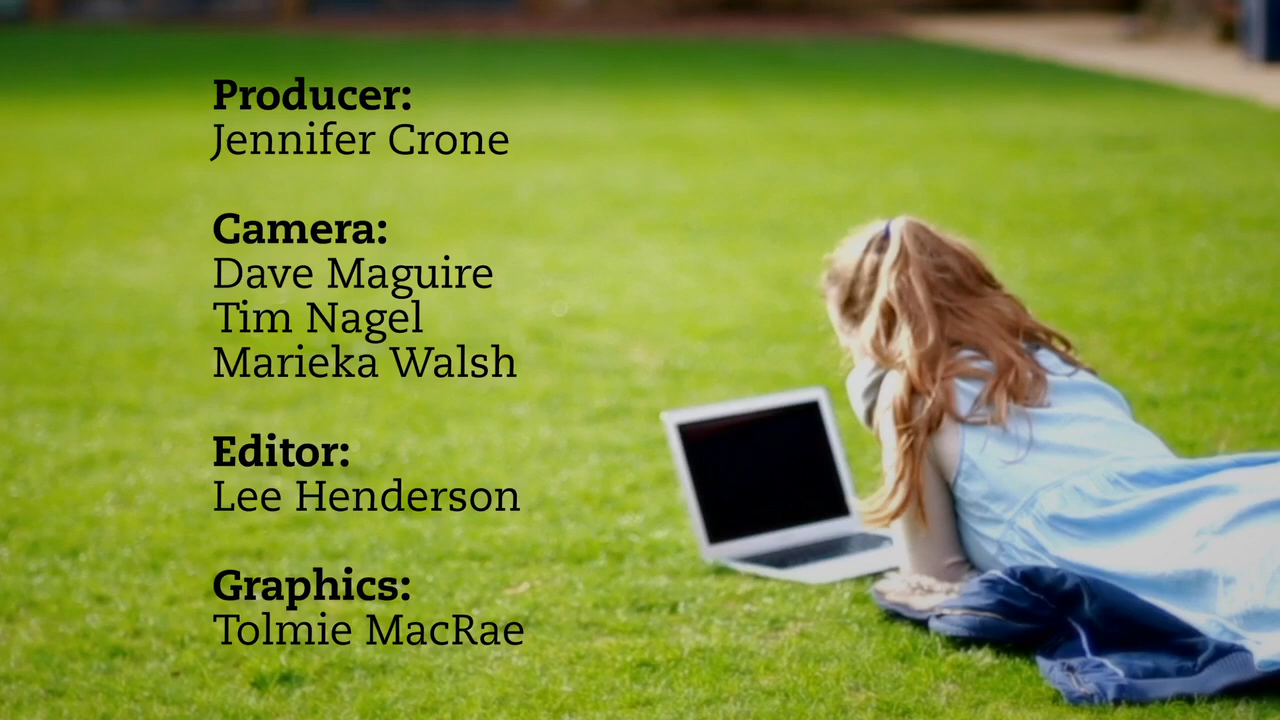 Producer:
Jennifer Crone
Camera:
Dave Maguire
Tim Nagel
Marieka Walsh
Editor:
Lee Henderson
Graphics:
Tolmie MacRae